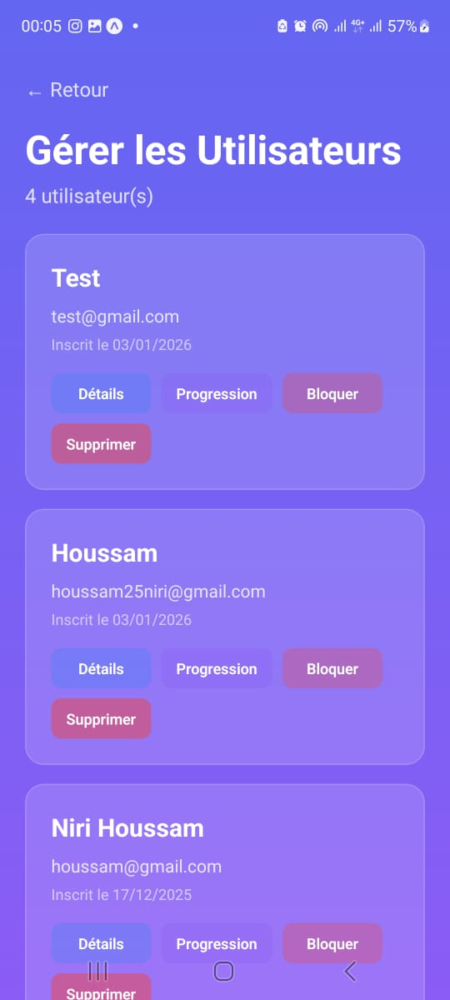 00:05 4G+ 57%
← Retour
Gérer les Utilisateurs
4 utilisateur(s)
Test
test@gmail.com
Inscrit le 03/01/2026
Détails Progression Bloquer
Supprimer
Houssam
houssam25niri@gmail.com
Inscrit le 03/01/2026
Détails Progression Bloquer
Supprimer
Niri Houssam
houssam@gmail.com
Inscrit le 17/12/2025
Détails Progression Bloquer
Supprimer